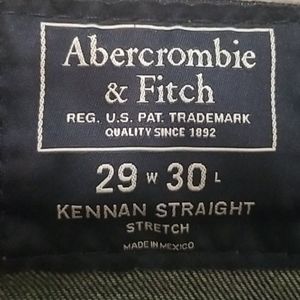 Abercrombie
& Fitch
REG. U.S. PAT. TRADEMARK
QUALITY SINCE 1892
29 W 30 L
KENNAN STRAIGHT
STRETCH
MADE IN MEXICO